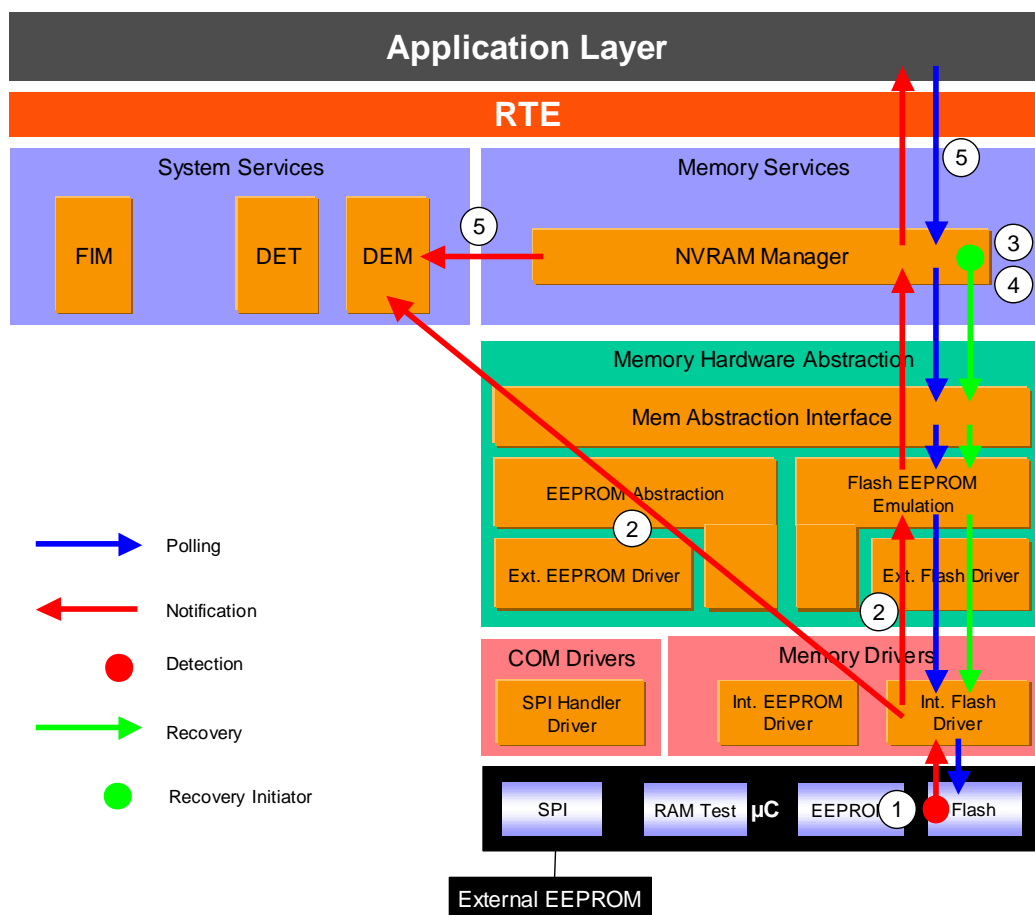 Application Layer
RTE
System Services
Memory Services
5
FIM
DET
DEM
5
NVRAM Manager
3
4
Memory Hardware Abstraction
Mem Abstraction Interface
EEPROM Abstraction
Flash EEPROM
Emulation
2
Ext. EEPROM Driver
Ext. Flash Driver
2
Polling
Notification
Detection
Recovery
Recovery Initiator
COM Drivers
Memory Drivers
SPI Handler
Driver
Int. EEPROM
Driver
Int. Flash
Driver
SPI
RAM Test
µC
EEPROM
1
Flash
External EEPROM